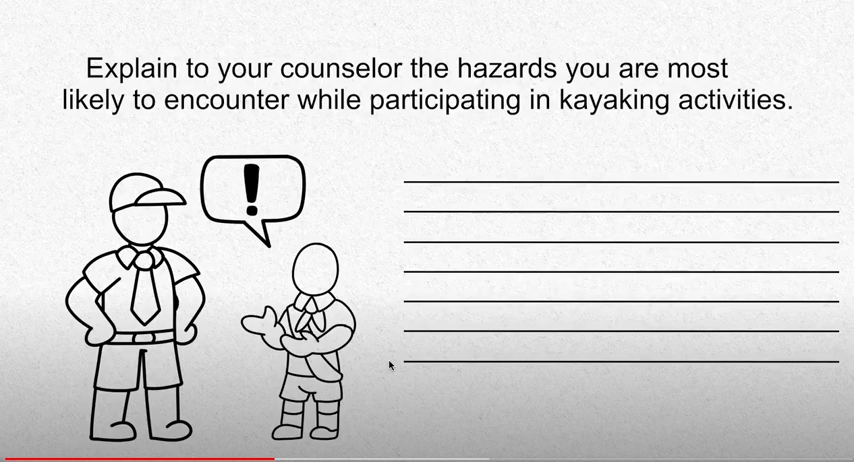 Explain to your counselor the hazards you are most
likely to encounter while participating in kayaking activities.
!